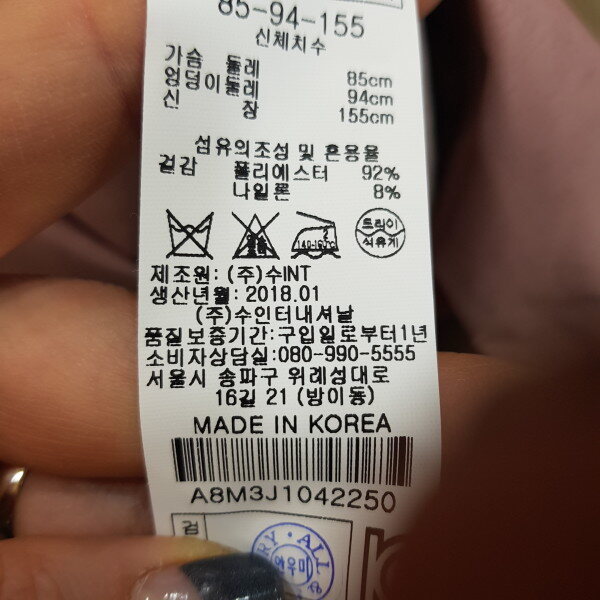 85-94-155
신체치수
가슴 둘레 85cm
엉덩이둘레 94cm
신 장 155cm
섬유의조성 및 혼용율
겉감 폴리에스터 92%
나일론 8%
140-160℃
드라이
석유계
제조원: (주)수INT
생산년월: 2018.01
(주)수인터내셔날
품질보증기간:구입일로부터1년
소비자상담실:080-990-5555
서울시 송파구 위례성대로
16길 21 (방이동)
MADE IN KOREA
A8M3J1042250
검
RY · ALL